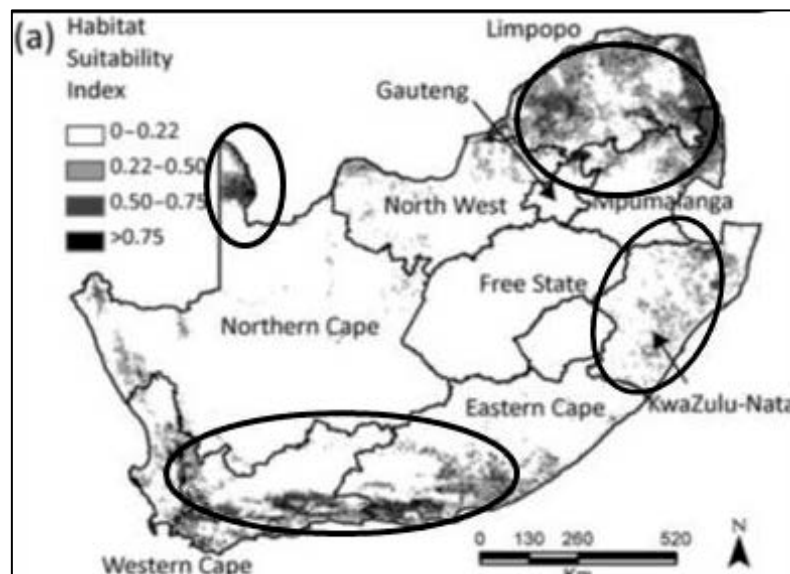 (a) Habitat
Suitability
Index
0–0.22
0.22–0.50
0.50–0.75
>0.75
Limpopo
Gauteng
North West
Mpumalanga
Free State
Northern Cape
KwaZulu-Nata
Eastern Cape
Western Cape
0 130 260 520
Km
N